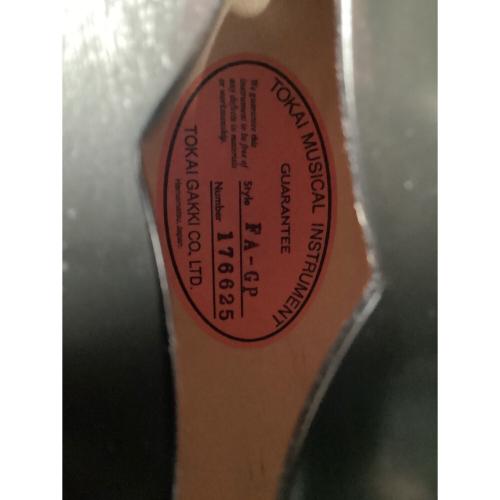 TOKAI MUSICAL INSTRUMENT
GUARANTEE
We guarantee this
instrument to be free of
any defects in materials
or workmanship.
Style FA-GP
Number 176625
TOKAI GAKKI CO., LTD.
Hamamatsu, Japan.